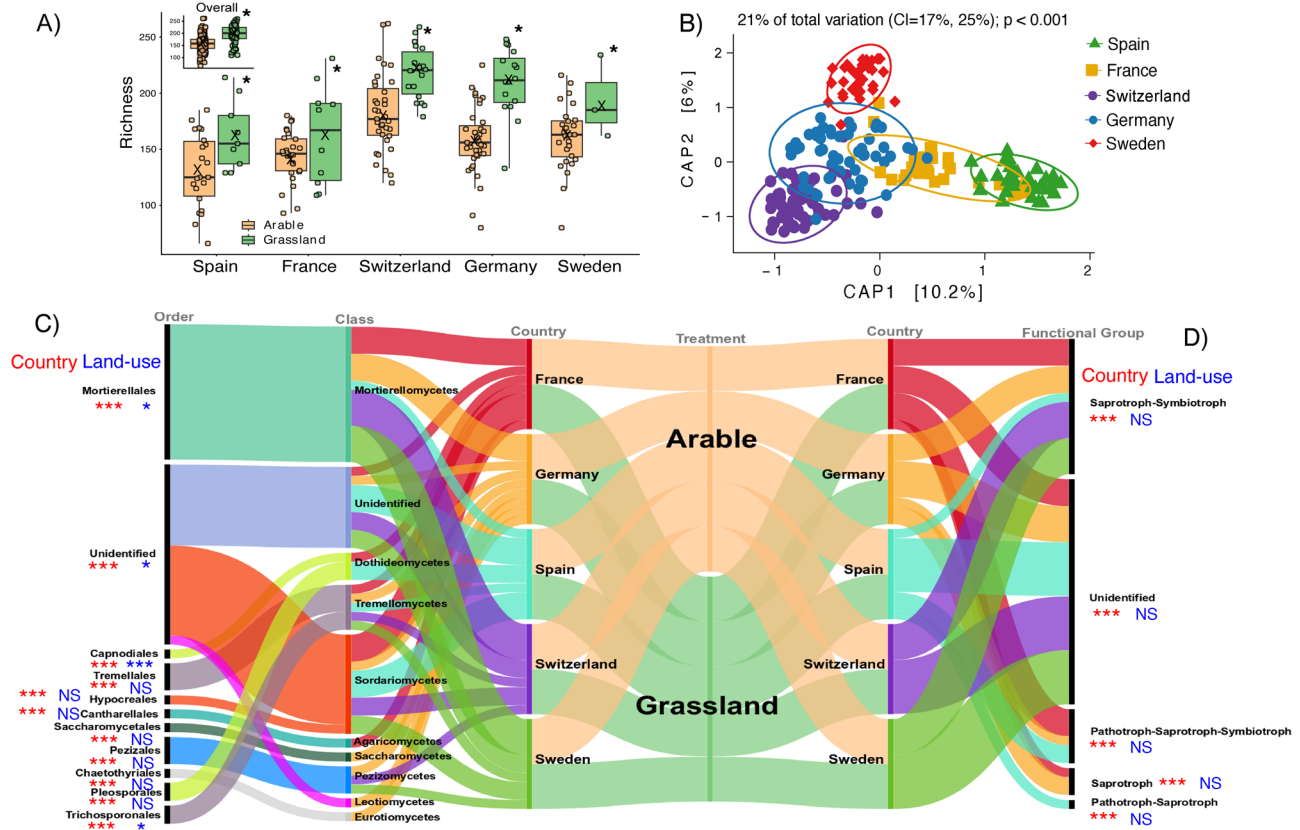 A)
Overall
*
250
200
150
100
*
*
*
*
*
250
200
150
100
Richness
Arable
Grassland
Spain
France
Switzerland
Germany
Sweden
B)
21% of total variation (CI=17%, 25%); p < 0.001
2
1
0
−1
CAP2 [6%]
−1
0
1
2
CAP1 [10.2%]
Spain
France
Switzerland
Germany
Sweden
C)
Order
Class
Country
Treatment
Country
Functional Group
D)
Country Land-use
Mortierellales
*** *
Unidentified
*** *
Capnodiales
*** ***
Tremellales
*** NS
Hypocreales
*** NS
Cantharellales
*** NS
Saccharomycetales
*** NS
Pezizales
*** NS
Chaetothyriales
*** NS
Pleosporales
*** NS
Trichosporonales
*** *
Mortierellomycetes
Unidentified
Dothideomycetes
Tremellomycetes
Sordariomycetes
Agaricomycetes
Saccharomycetes
Pezizomycetes
Leotiomycetes
Eurotiomycetes
France
Germany
Spain
Switzerland
Sweden
Arable
Grassland
France
Germany
Spain
Switzerland
Sweden
Country Land-use
Saprotroph-Symbiotroph
*** NS
Unidentified
*** NS
Pathotroph-Saprotroph-Symbiotroph
*** NS
Saprotroph *** NS
Pathotroph-Saprotroph
*** NS